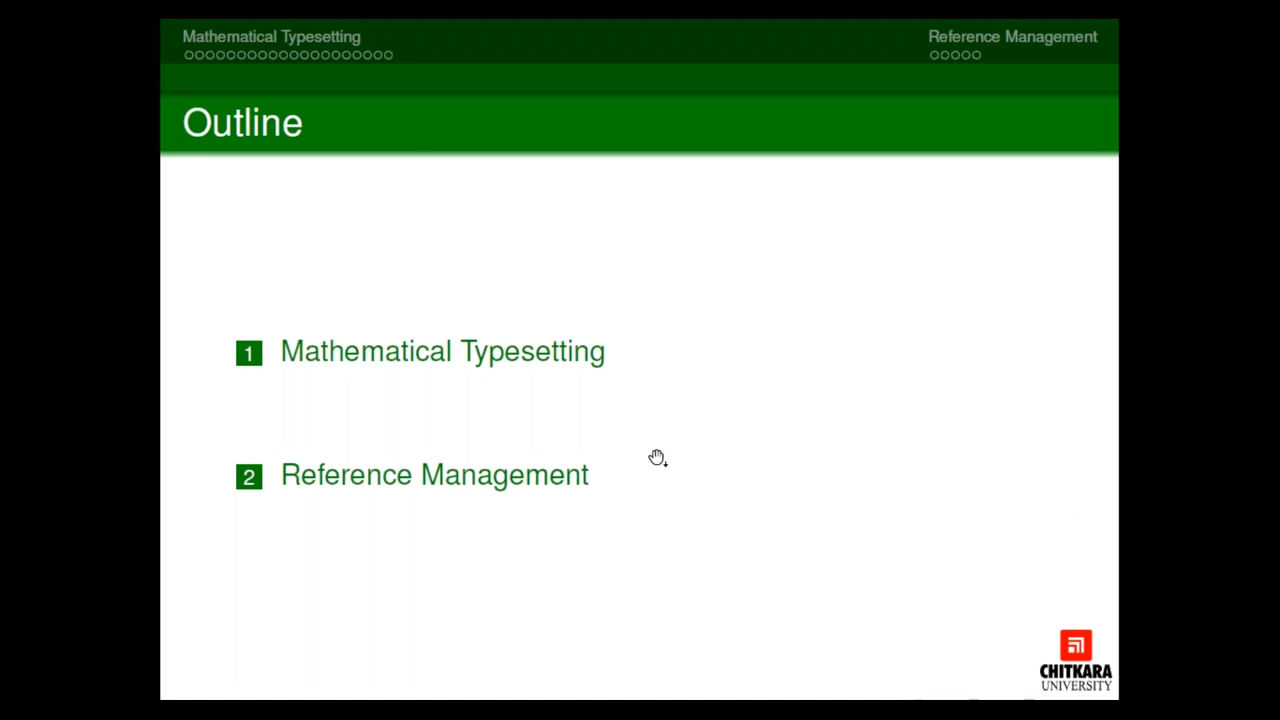 Mathematical Typesetting
Reference Management
Outline
1 Mathematical Typesetting
2 Reference Management
CHITKARA
UNIVERSITY